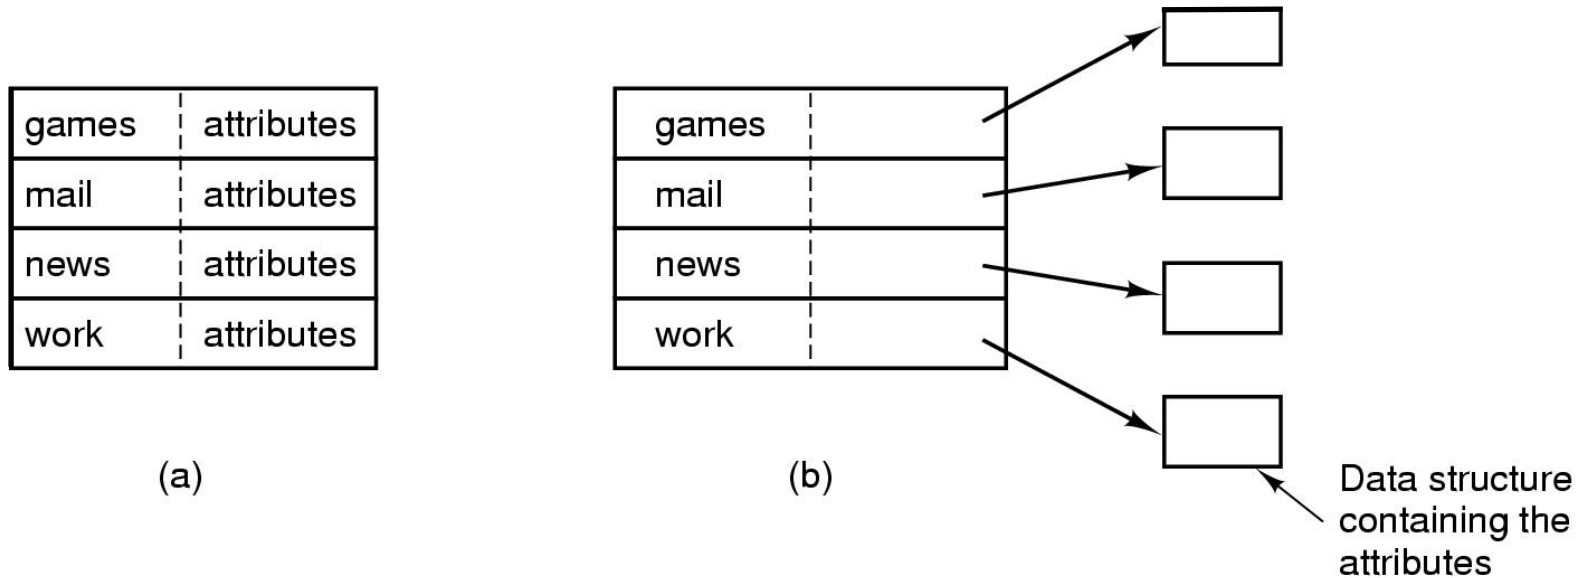 games attributes
mail attributes
news attributes
work attributes
(a)
games
mail
news
work
(b)
Data structure
containing the
attributes